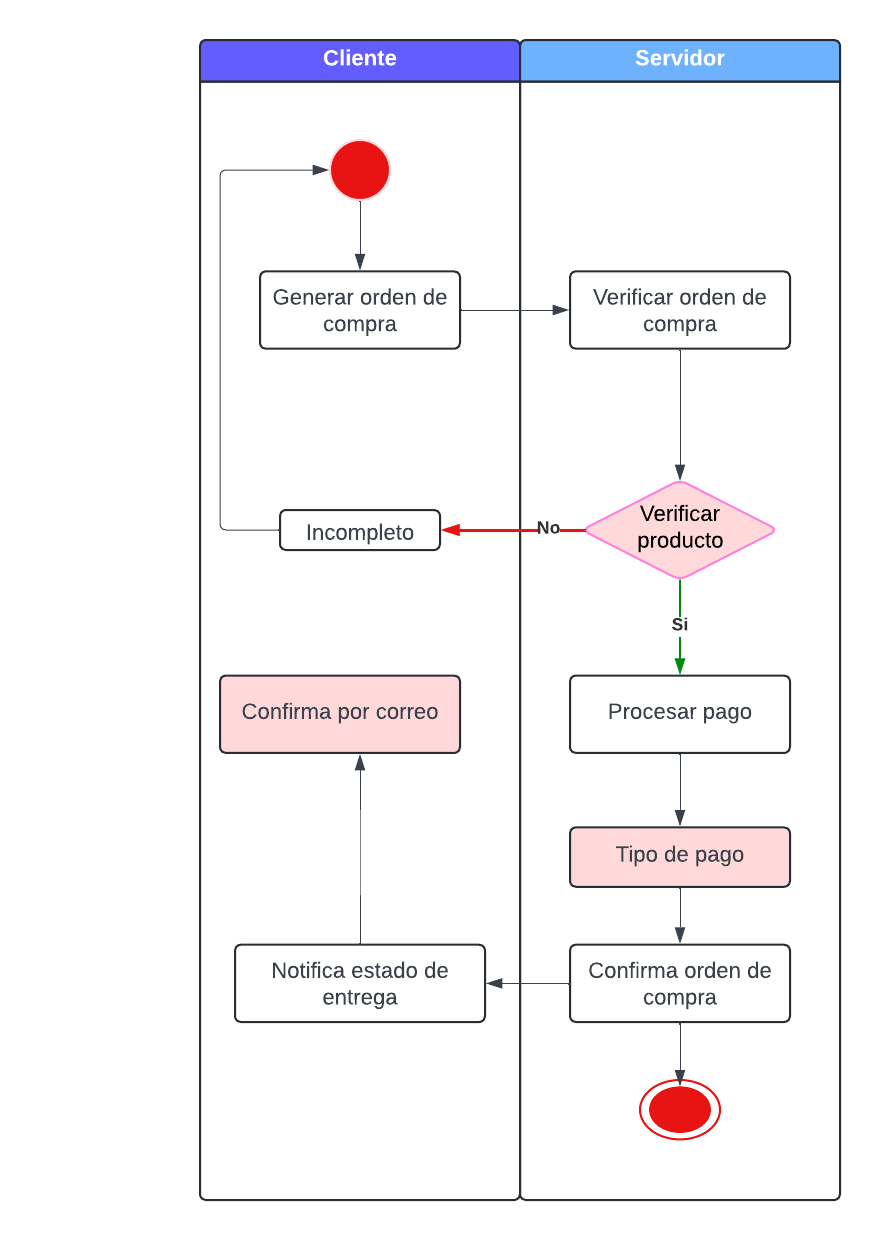 Cliente
Servidor
Generar orden de
compra
Verificar orden de
compra
Verificar
producto
No
Incompleto
Si
Confirma por correo
Procesar pago
Tipo de pago
Notifica estado de
entrega
Confirma orden de
compra